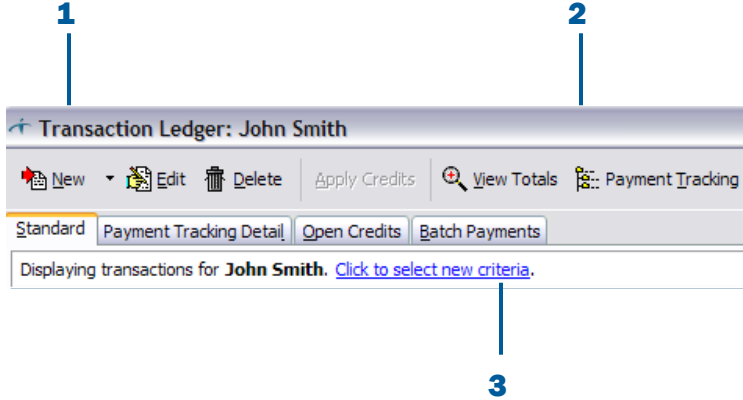 1 2
Transaction Ledger: John Smith
New Edit Delete Apply Credits View Totals Payment Tracking
Standard Payment Tracking Detail Open Credits Batch Payments
Displaying transactions for John Smith. Click to select new criteria.
3